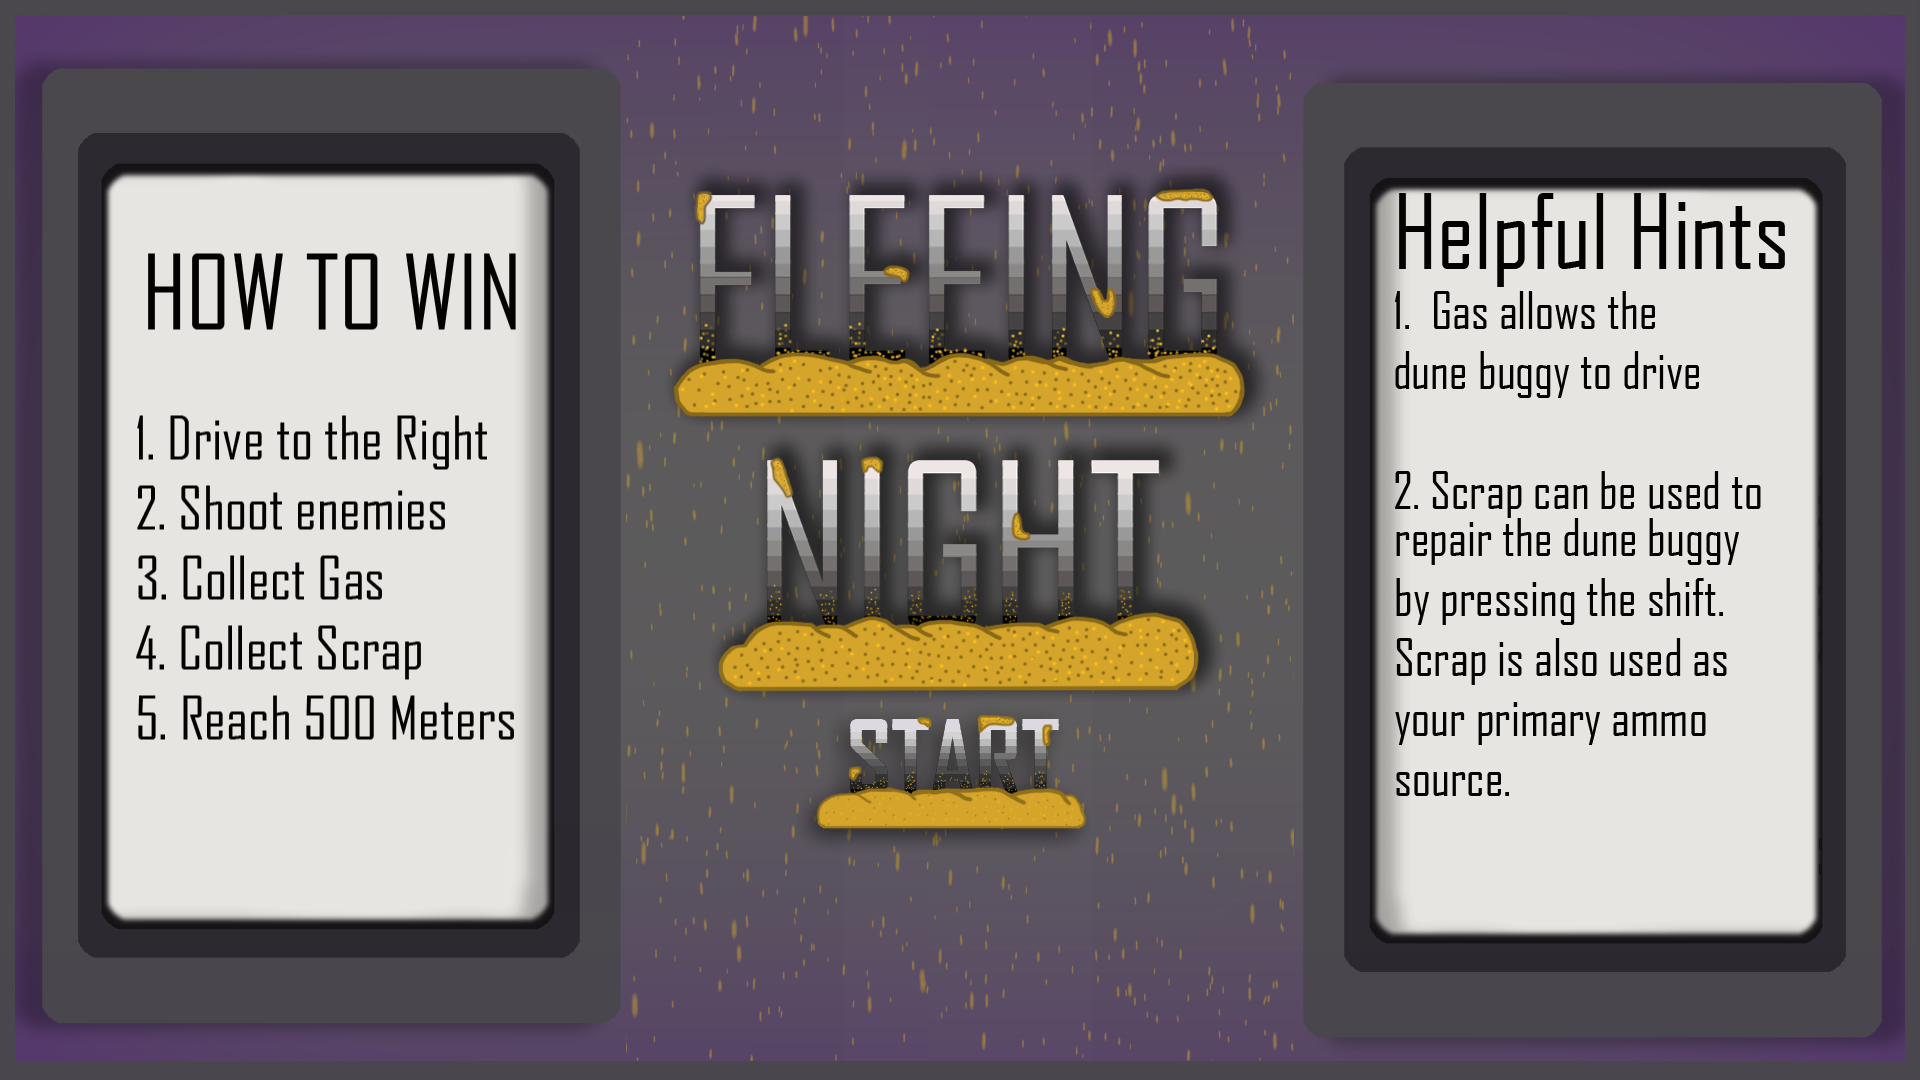 HOW TO WIN
1. Drive to the Right
2. Shoot enemies
3. Collect Gas
4. Collect Scrap
5. Reach 500 Meters
FLEEING
NIGHT
START
Helpful Hints
1. Gas allows the
dune buggy to drive
2. Scrap can be used to
repair the dune buggy
by pressing the shift.
Scrap is also used as
your primary ammo
source.